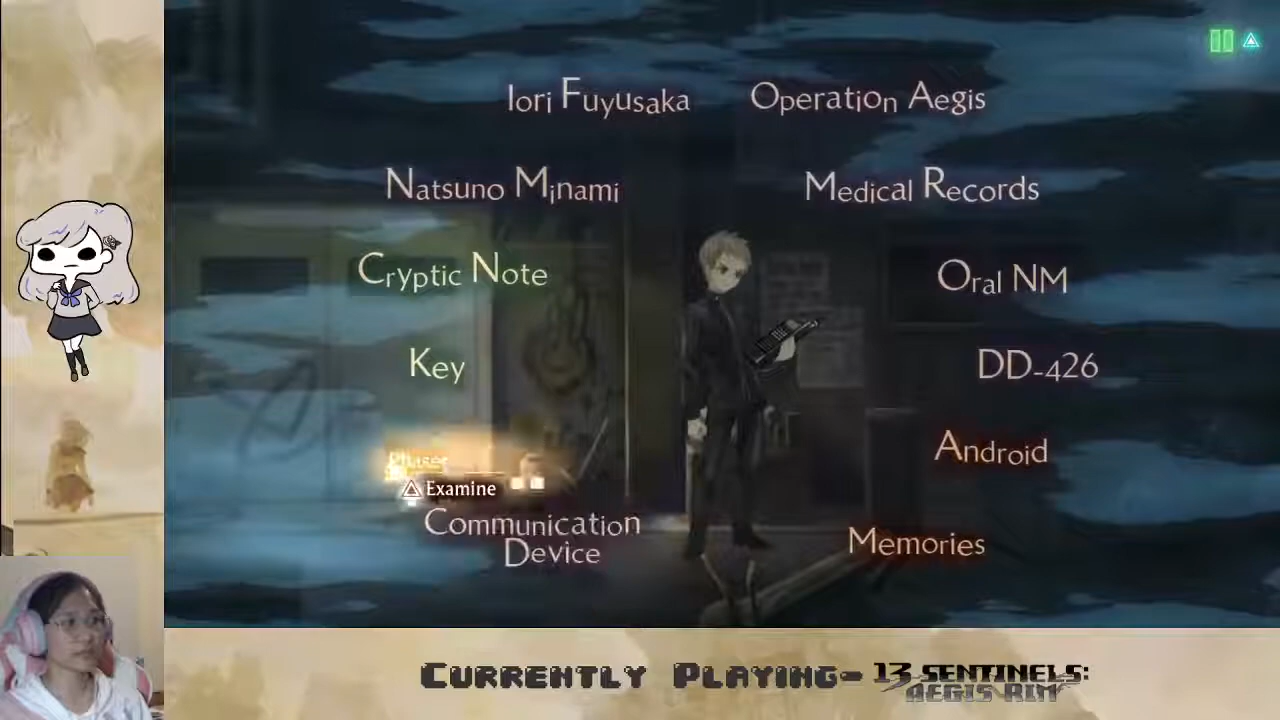 Iori Fuyusaka
Operation Aegis
Natsuno Minami
Medical Records
Cryptic Note
Oral NM
Key
DD-426
Phaser
Android
Examine
Communication
Device
Memories
Currently Playing- 13 SENTINELS:
AEGIS RIM